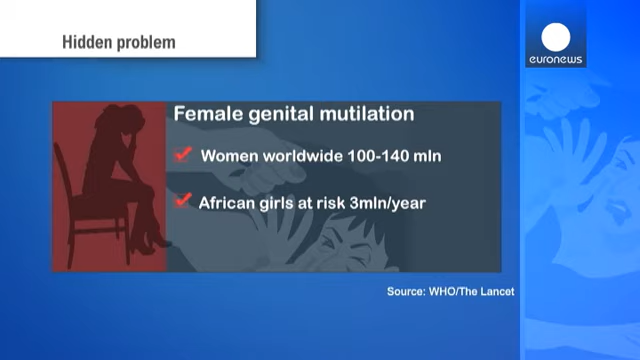 Hidden problem
euronews
Female genital mutilation
Women worldwide 100-140 mln
African girls at risk 3mln/year
Source: WHO/The Lancet